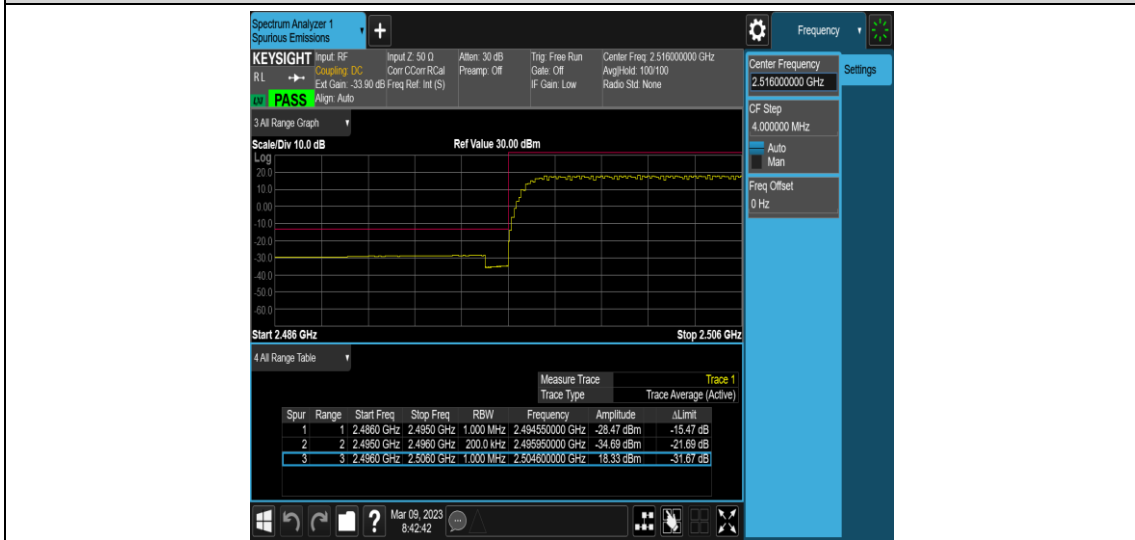 Spectrum Analyzer 1
Spurious Emissions
+
Frequency
KEYSIGHT Input: RF Input Z: 50 Ω Atten: 30 dB Trig: Free Run Center Freq: 2.516000000 GHz
RL Coupling: DC Corr CCorr RCal Preamp: Off Gate: Off Avg|Hold: 100/100
Ext Gain: -33.90 dB Freq Ref: Int (S) IF Gain: Low Radio Std: None
LXI PASS Align: Auto
Center Frequency
2.516000000 GHz
Settings
CF Step
4.000000 MHz
Auto
Man
Freq Offset
0 Hz
3 All Range Graph
Scale/Div 10.0 dB Ref Value 30.00 dBm
Log
20.0
10.0
0.00
-10.0
-20.0
-30.0
-40.0
-50.0
-60.0
Start 2.486 GHz Stop 2.506 GHz
4 All Range Table
Measure Trace Trace 1
Trace Type Trace Average (Active)
Spur Range Start Freq Stop Freq RBW Frequency Amplitude ΔLimit
1 1 2.4860 GHz 2.4950 GHz 1.000 MHz 2.494550000 GHz -28.47 dBm -15.47 dB
2 2 2.4950 GHz 2.4960 GHz 200.0 kHz 2.495950000 GHz -34.69 dBm -21.69 dB
3 3 2.4960 GHz 2.5060 GHz 1.000 MHz 2.504600000 GHz 18.33 dBm -31.67 dB
? Mar 09, 2023
8:42:42